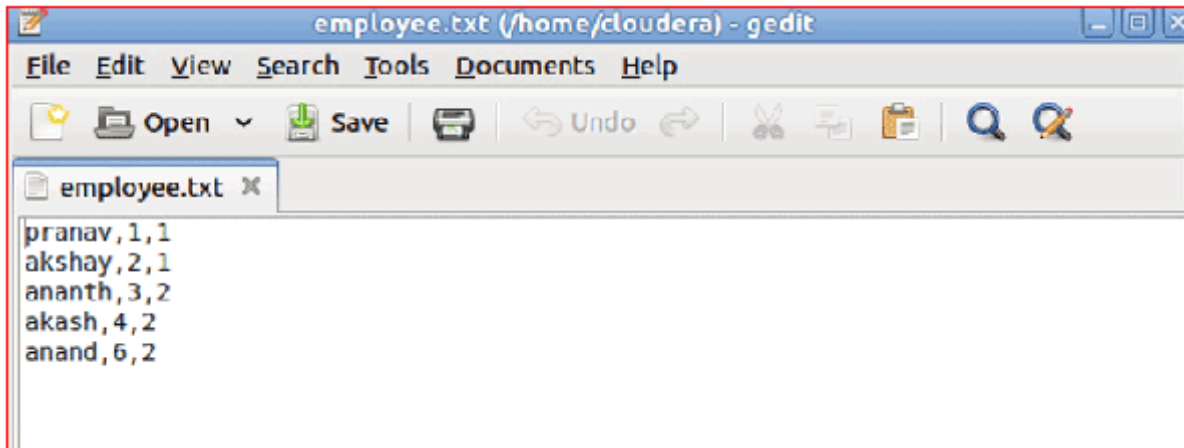 employee.txt (/home/cloudera) - gedit
File Edit View Search Tools Documents Help
Open Save Undo
employee.txt
pranav,1,1
akshay,2,1
ananth,3,2
akash,4,2
anand,6,2